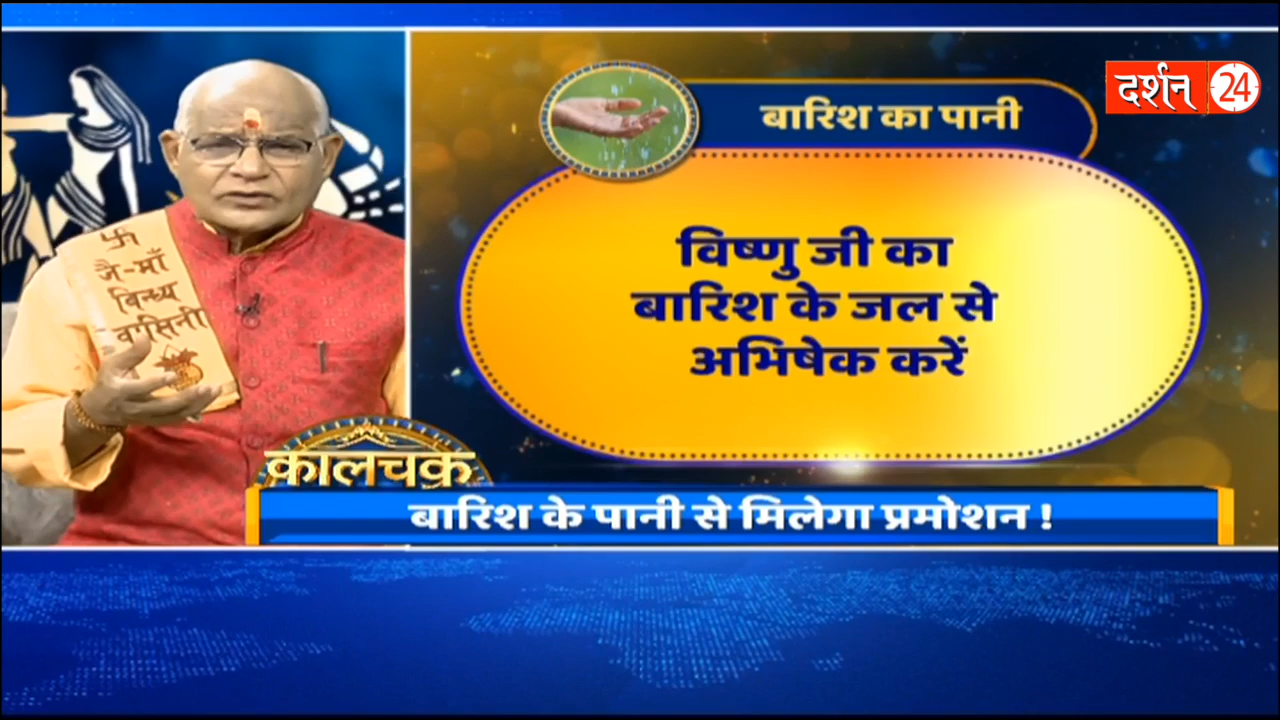 दर्शन 24
बारिश का पानी
विष्णु जी का
बारिश के जल से
अभिषेक करें
जै-माँ
विन्ध्य
वासिनी
कालचक्र
बारिश के पानी से मिलेगा प्रमोशन !